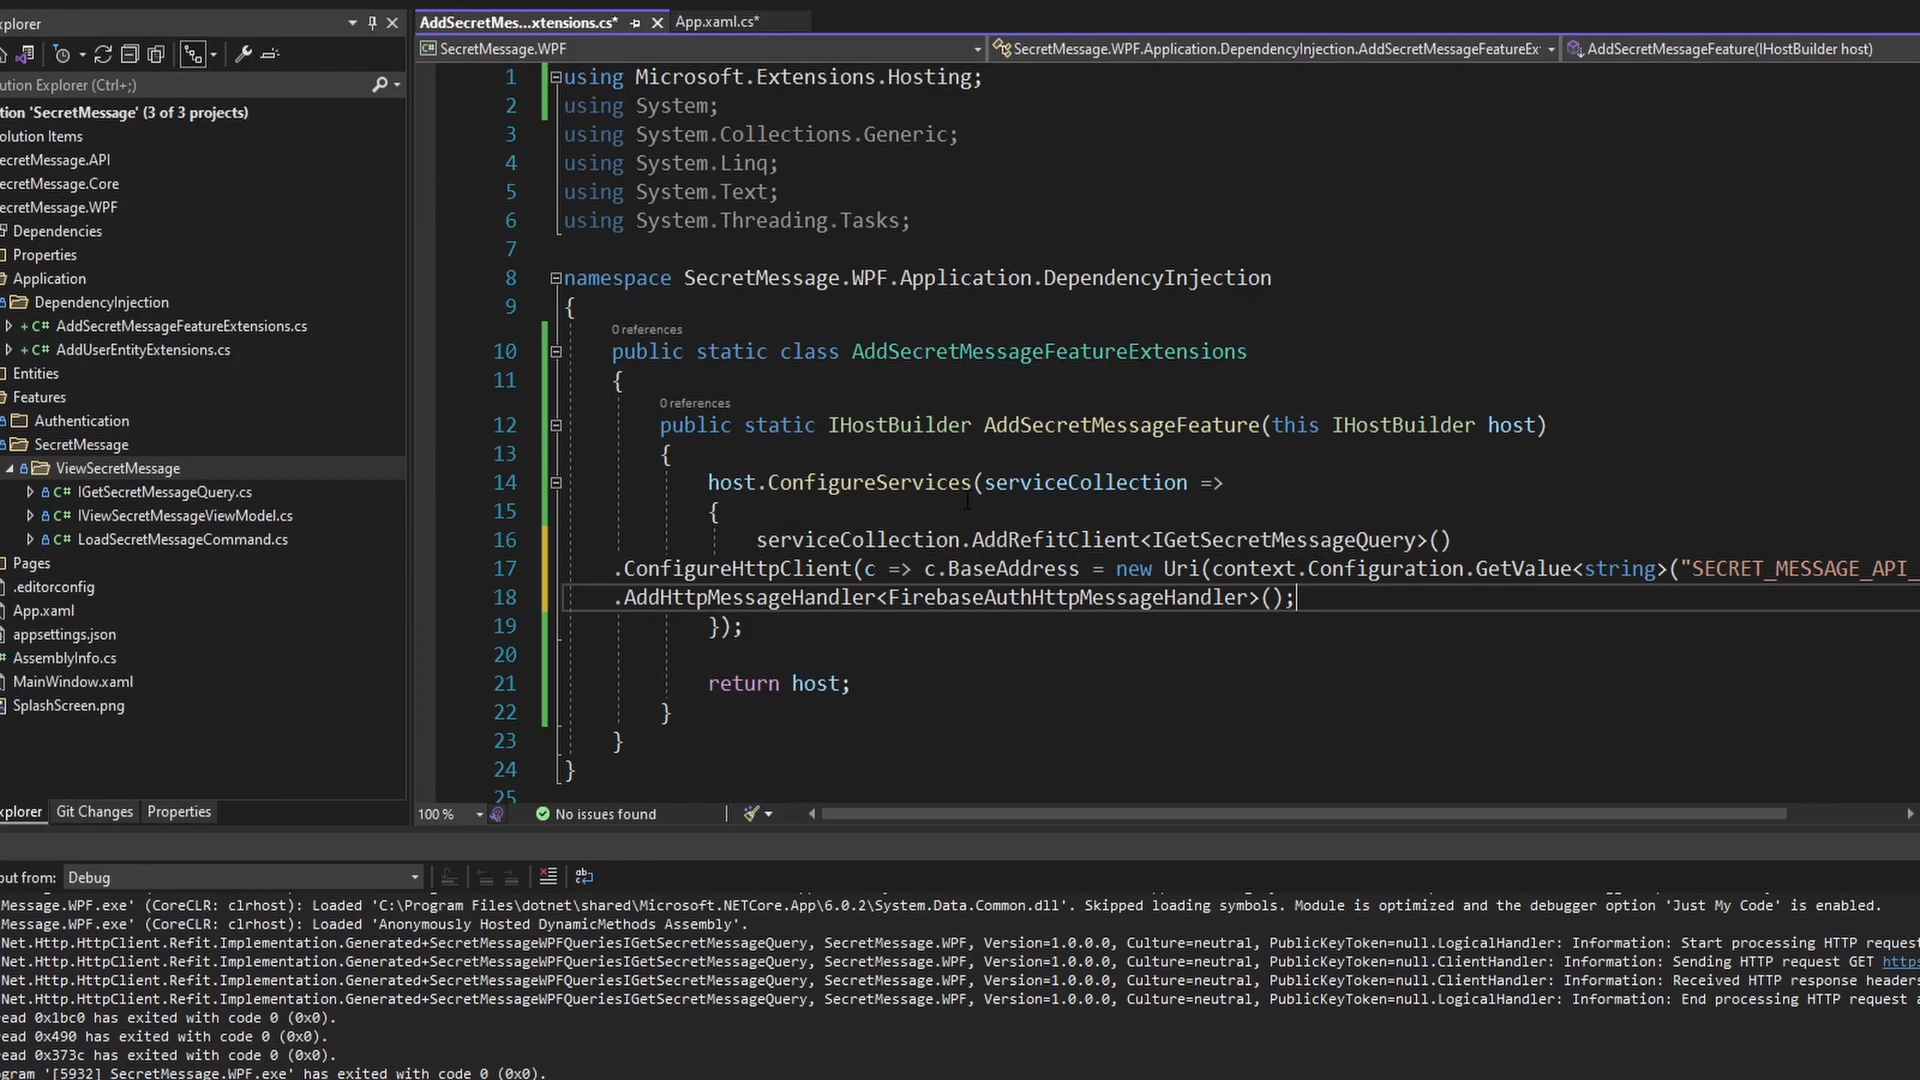 xplorer
ution Explorer (Ctrl+;)
tion 'SecretMessage' (3 of 3 projects)
olution Items
ecretMessage.API
ecretMessage.Core
ecretMessage.WPF
Dependencies
Properties
Application
DependencyInjection
+ C# AddSecretMessageFeatureExtensions.cs
+ C# AddUserEntityExtensions.cs
Entities
Features
Authentication
SecretMessage
ViewSecretMessage
C# IGetSecretMessageQuery.cs
C# IViewSecretMessageViewModel.cs
C# LoadSecretMessageCommand.cs
Pages
.editorconfig
App.xaml
appsettings.json
AssemblyInfo.cs
MainWindow.xaml
SplashScreen.png
xplorer Git Changes Properties
AddSecretMes...xtensions.cs* App.xaml.cs*
C# SecretMessage.WPF SecretMessage.WPF.Application.DependencyInjection.AddSecretMessageFeatureEx AddSecretMessageFeature(IHostBuilder host)
1 using Microsoft.Extensions.Hosting;
2 using System;
3 using System.Collections.Generic;
4 using System.Linq;
5 using System.Text;
6 using System.Threading.Tasks;
7
8 namespace SecretMessage.WPF.Application.DependencyInjection
9 {
0 references
10 public static class AddSecretMessageFeatureExtensions
11 {
0 references
12 public static IHostBuilder AddSecretMessageFeature(this IHostBuilder host)
13 {
14 host.ConfigureServices(serviceCollection =>
15 {
16 serviceCollection.AddRefitClient<IGetSecretMessageQuery>()
17 .ConfigureHttpClient(c => c.BaseAddress = new Uri(context.Configuration.GetValue<string>("SECRET_MESSAGE_API_
18 .AddHttpMessageHandler<FirebaseAuthHttpMessageHandler>();
19 });
20
21 return host;
22 }
23 }
24 }
25
100 % No issues found
out from: Debug
Message.WPF.exe' (CoreCLR: clrhost): Loaded 'C:\Program Files\dotnet\shared\Microsoft.NETCore.App\6.0.2\System.Data.Common.dll'. Skipped loading symbols. Module is optimized and the debugger option 'Just My Code' is enabled.
Message.WPF.exe' (CoreCLR: clrhost): Loaded 'Anonymously Hosted DynamicMethods Assembly'.
Net.Http.HttpClient.Refit.Implementation.Generated+SecretMessageWPFQueriesIGetSecretMessageQuery, SecretMessage.WPF, Version=1.0.0.0, Culture=neutral, PublicKeyToken=null.LogicalHandler: Information: Start processing HTTP request
Net.Http.HttpClient.Refit.Implementation.Generated+SecretMessageWPFQueriesIGetSecretMessageQuery, SecretMessage.WPF, Version=1.0.0.0, Culture=neutral, PublicKeyToken=null.ClientHandler: Information: Sending HTTP request GET https
Net.Http.HttpClient.Refit.Implementation.Generated+SecretMessageWPFQueriesIGetSecretMessageQuery, SecretMessage.WPF, Version=1.0.0.0, Culture=neutral, PublicKeyToken=null.ClientHandler: Information: Received HTTP response headers
Net.Http.HttpClient.Refit.Implementation.Generated+SecretMessageWPFQueriesIGetSecretMessageQuery, SecretMessage.WPF, Version=1.0.0.0, Culture=neutral, PublicKeyToken=null.LogicalHandler: Information: End processing HTTP request a
read 0x1bc0 has exited with code 0 (0x0).
read 0x490 has exited with code 0 (0x0).
read 0x373c has exited with code 0 (0x0).
ogram '[5932] SecretMessage.WPF.exe' has exited with code 0 (0x0).